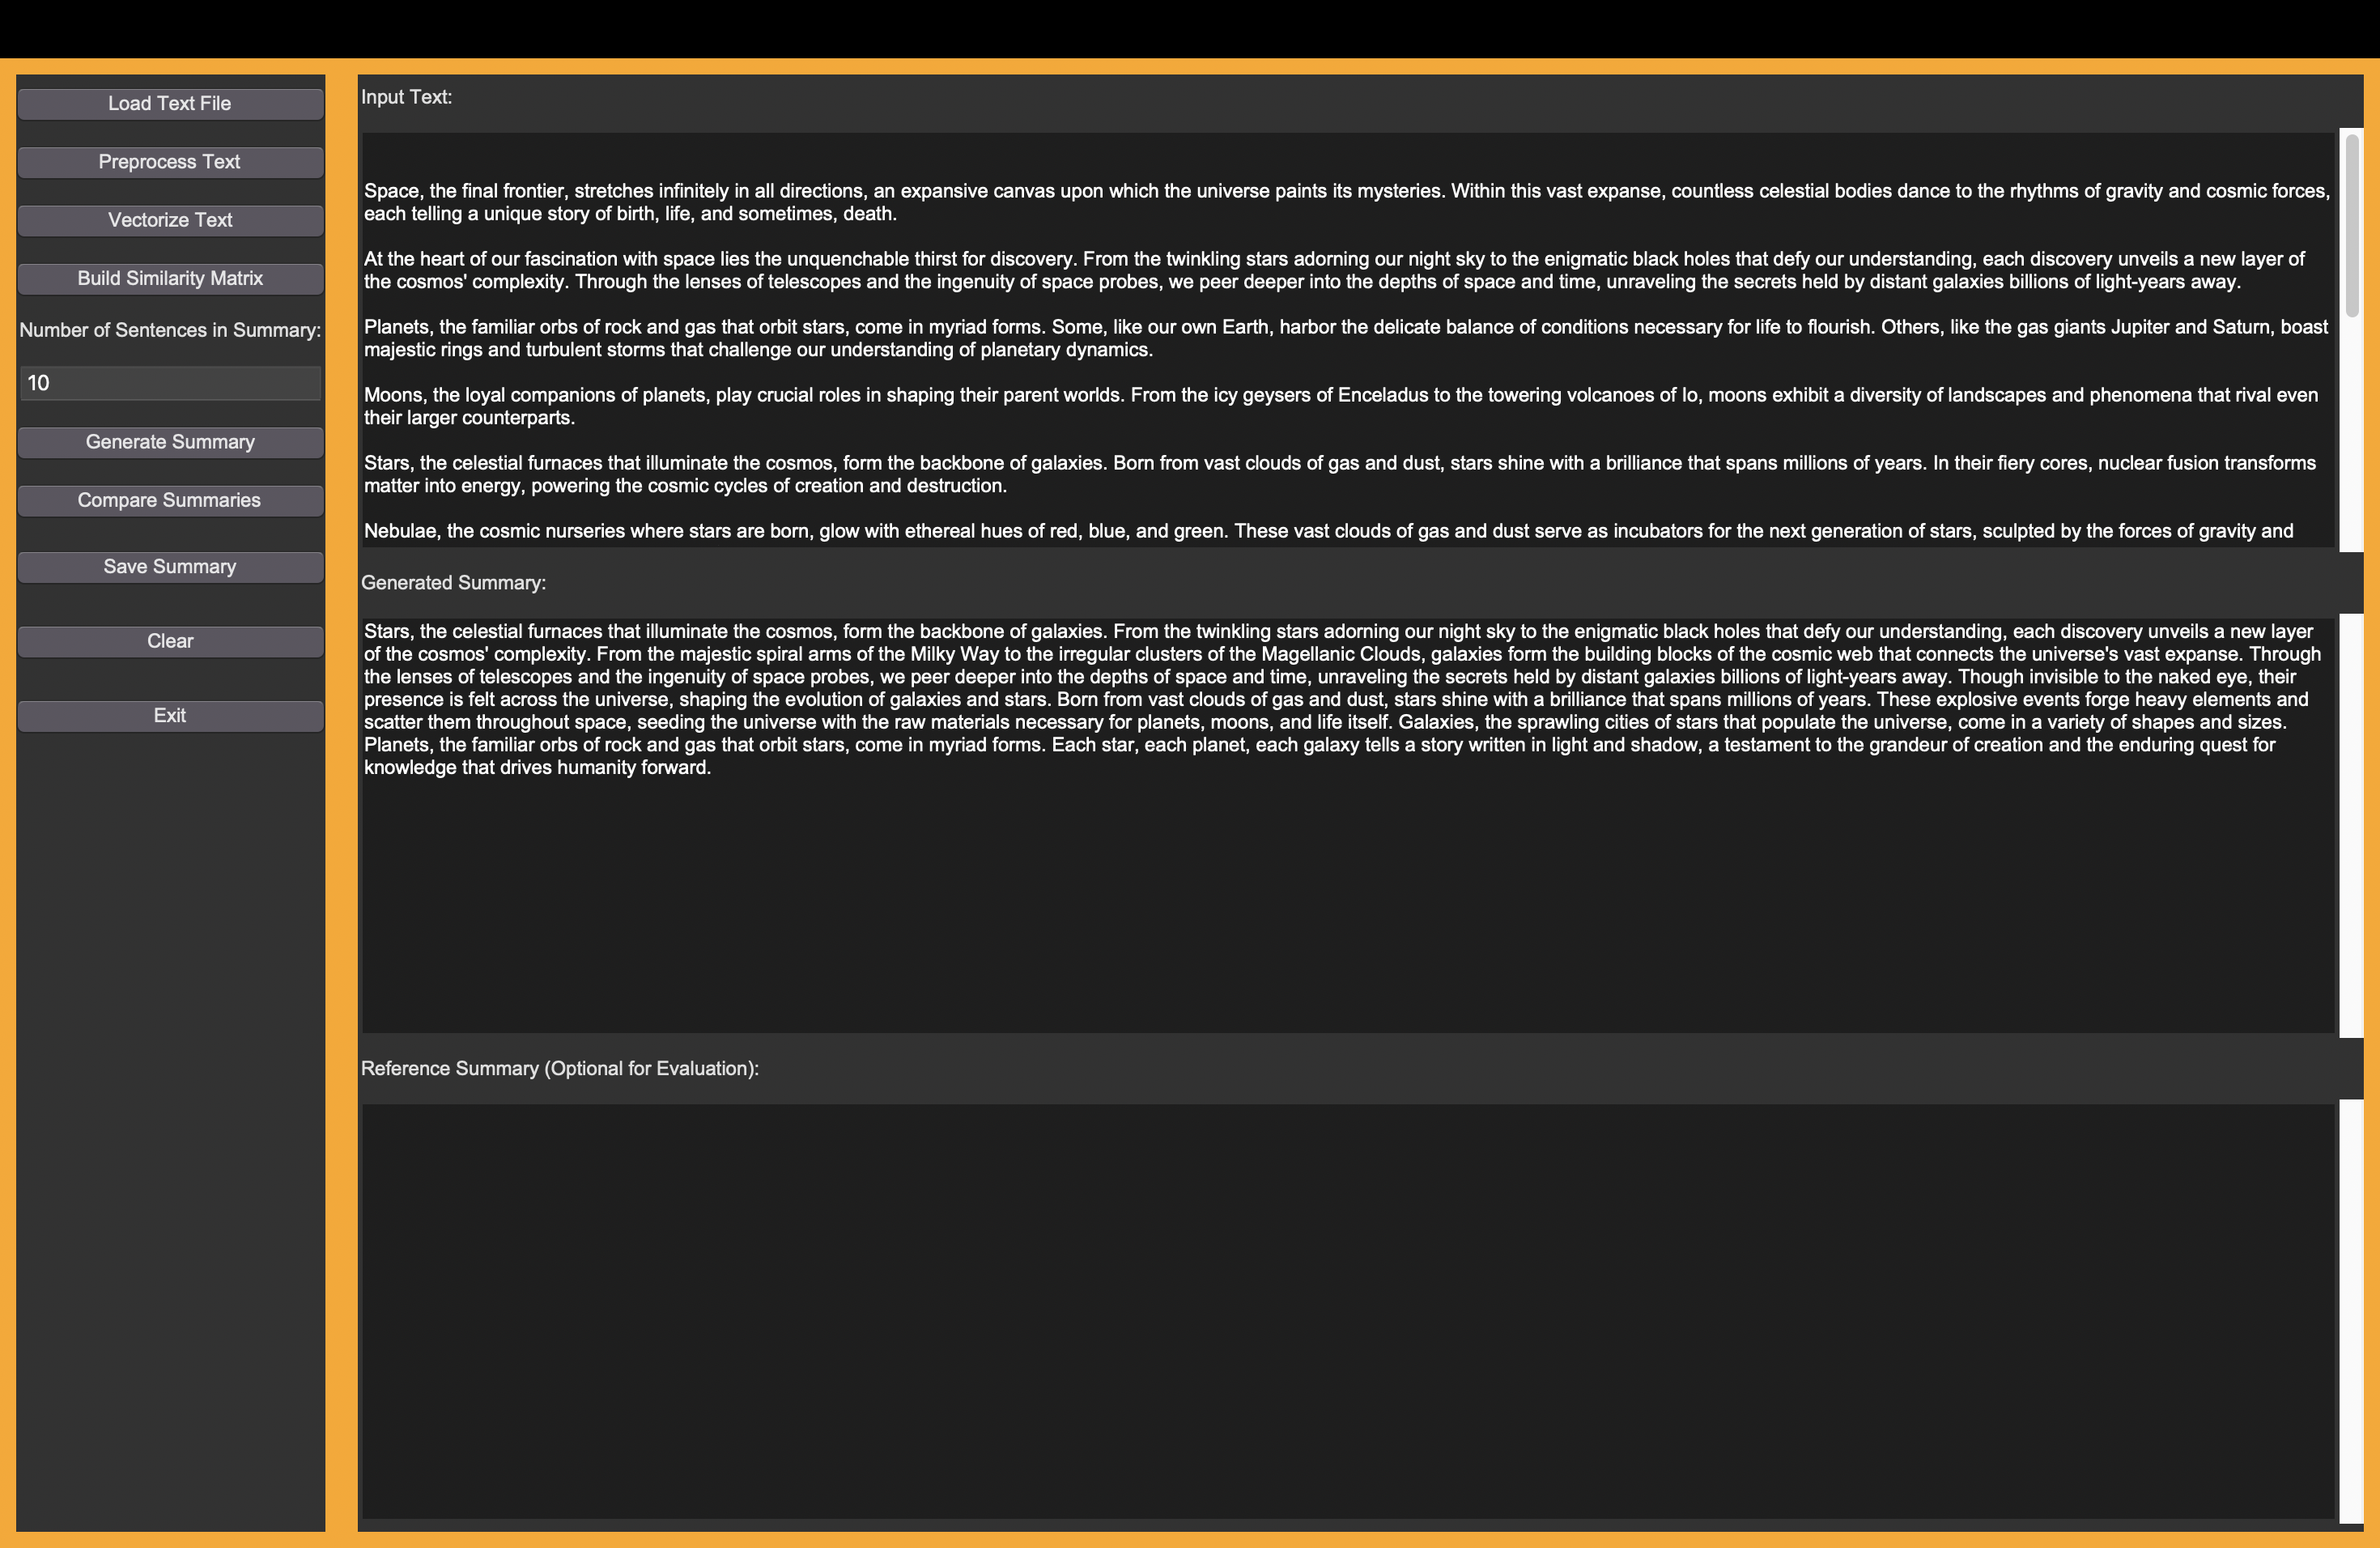 Load Text File
Preprocess Text
Vectorize Text
Build Similarity Matrix
Number of Sentences in Summary:
10
Generate Summary
Compare Summaries
Save Summary
Clear
Exit
Input Text:
Space, the final frontier, stretches infinitely in all directions, an expansive canvas upon which the universe paints its mysteries. Within this vast expanse, countless celestial bodies dance to the rhythms of gravity and cosmic forces,
each telling a unique story of birth, life, and sometimes, death.
At the heart of our fascination with space lies the unquenchable thirst for discovery. From the twinkling stars adorning our night sky to the enigmatic black holes that defy our understanding, each discovery unveils a new layer of
the cosmos' complexity. Through the lenses of telescopes and the ingenuity of space probes, we peer deeper into the depths of space and time, unraveling the secrets held by distant galaxies billions of light-years away.
Planets, the familiar orbs of rock and gas that orbit stars, come in myriad forms. Some, like our own Earth, harbor the delicate balance of conditions necessary for life to flourish. Others, like the gas giants Jupiter and Saturn, boast
majestic rings and turbulent storms that challenge our understanding of planetary dynamics.
Moons, the loyal companions of planets, play crucial roles in shaping their parent worlds. From the icy geysers of Enceladus to the towering volcanoes of Io, moons exhibit a diversity of landscapes and phenomena that rival even
their larger counterparts.
Stars, the celestial furnaces that illuminate the cosmos, form the backbone of galaxies. Born from vast clouds of gas and dust, stars shine with a brilliance that spans millions of years. In their fiery cores, nuclear fusion transforms
matter into energy, powering the cosmic cycles of creation and destruction.
Nebulae, the cosmic nurseries where stars are born, glow with ethereal hues of red, blue, and green. These vast clouds of gas and dust serve as incubators for the next generation of stars, sculpted by the forces of gravity and
Generated Summary:
Stars, the celestial furnaces that illuminate the cosmos, form the backbone of galaxies. From the twinkling stars adorning our night sky to the enigmatic black holes that defy our understanding, each discovery unveils a new layer
of the cosmos' complexity. From the majestic spiral arms of the Milky Way to the irregular clusters of the Magellanic Clouds, galaxies form the building blocks of the cosmic web that connects the universe's vast expanse. Through
the lenses of telescopes and the ingenuity of space probes, we peer deeper into the depths of space and time, unraveling the secrets held by distant galaxies billions of light-years away. Though invisible to the naked eye, their
presence is felt across the universe, shaping the evolution of galaxies and stars. Born from vast clouds of gas and dust, stars shine with a brilliance that spans millions of years. These explosive events forge heavy elements and
scatter them throughout space, seeding the universe with the raw materials necessary for planets, moons, and life itself. Galaxies, the sprawling cities of stars that populate the universe, come in a variety of shapes and sizes.
Planets, the familiar orbs of rock and gas that orbit stars, come in myriad forms. Each star, each planet, each galaxy tells a story written in light and shadow, a testament to the grandeur of creation and the enduring quest for
knowledge that drives humanity forward.
Reference Summary (Optional for Evaluation):